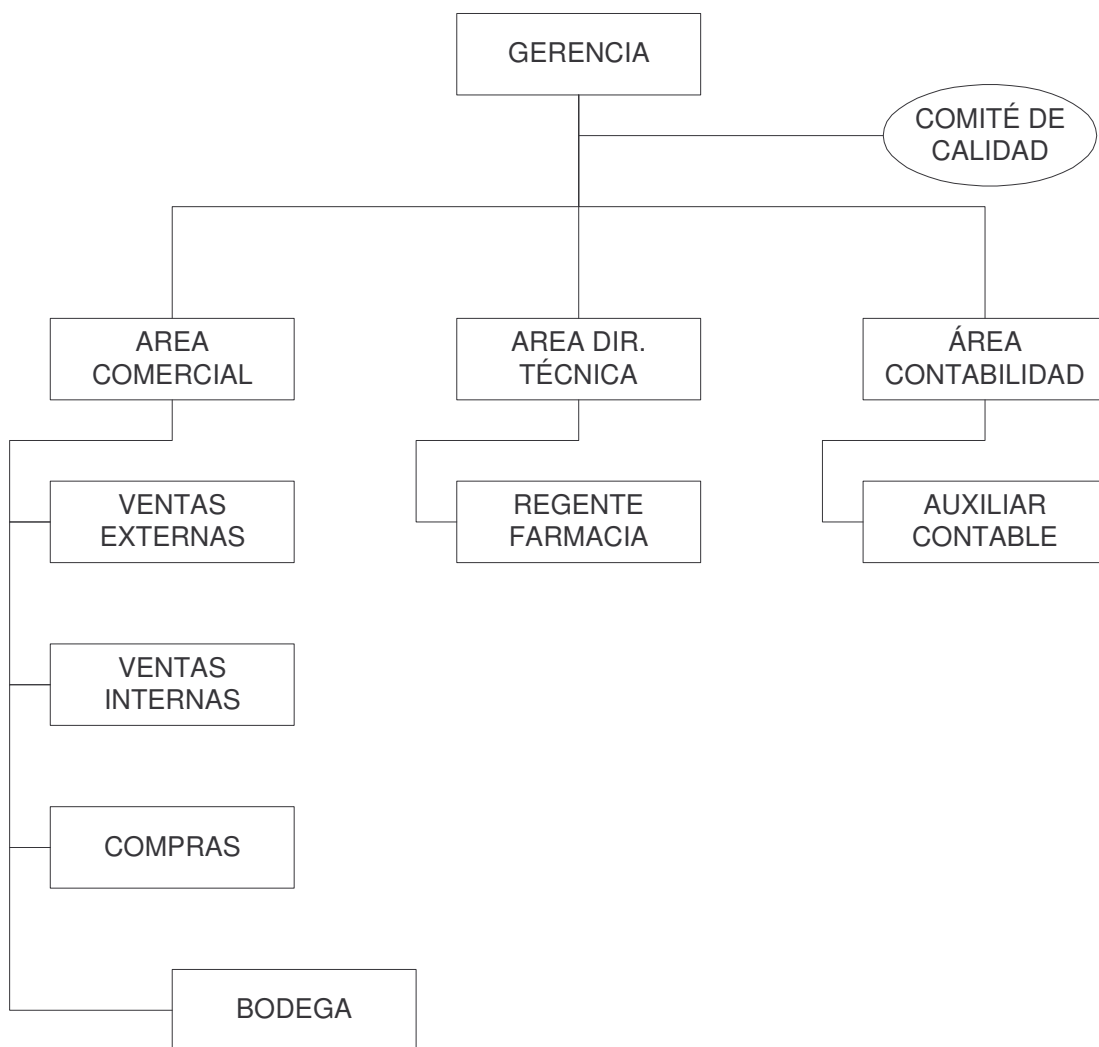 GERENCIA
COMITÉ DE
CALIDAD
AREA
COMERCIAL
AREA DIR.
TÉCNICA
ÁREA
CONTABILIDAD
VENTAS
EXTERNAS
REGENTE
FARMACIA
AUXILIAR
CONTABLE
VENTAS
INTERNAS
COMPRAS
BODEGA